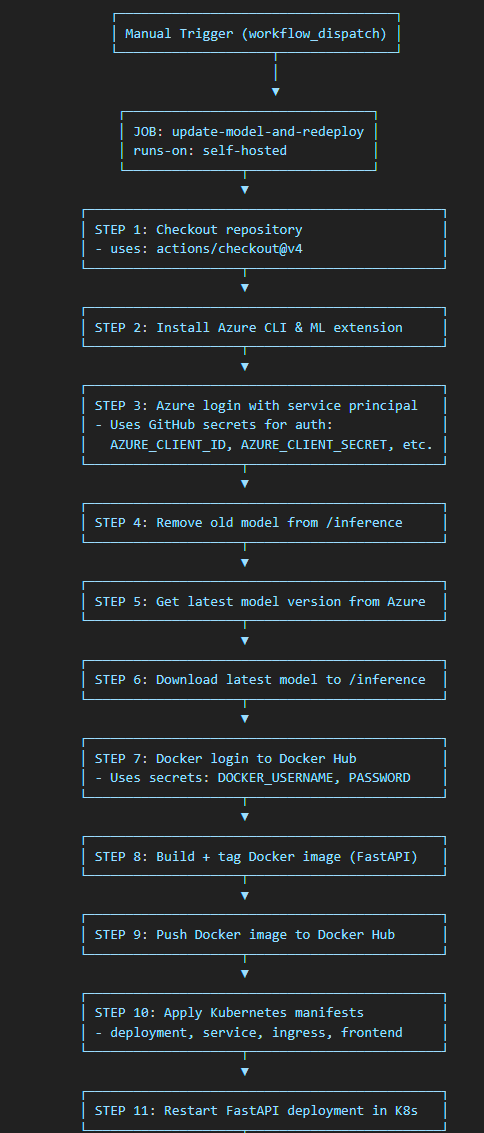 Manual Trigger (workflow_dispatch)
JOB: update-model-and-redeploy
runs-on: self-hosted
STEP 1: Checkout repository
- uses: actions/checkout@v4
STEP 2: Install Azure CLI & ML extension
STEP 3: Azure login with service principal
- Uses GitHub secrets for auth:
AZURE_CLIENT_ID, AZURE_CLIENT_SECRET, etc.
STEP 4: Remove old model from /inference
STEP 5: Get latest model version from Azure
STEP 6: Download latest model to /inference
STEP 7: Docker login to Docker Hub
- Uses secrets: DOCKER_USERNAME, PASSWORD
STEP 8: Build + tag Docker image (FastAPI)
STEP 9: Push Docker image to Docker Hub
STEP 10: Apply Kubernetes manifests
- deployment, service, ingress, frontend
STEP 11: Restart FastAPI deployment in K8s